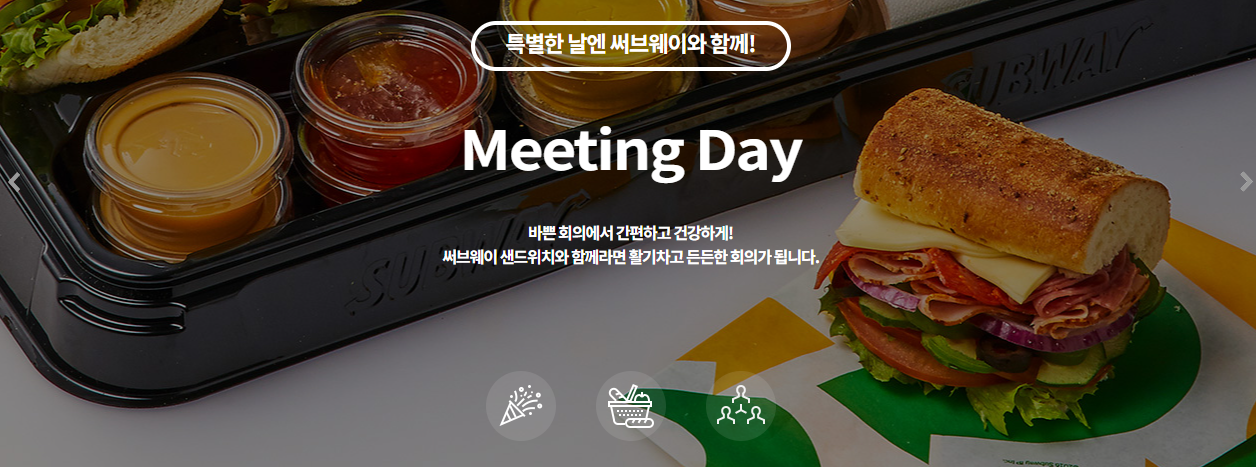 특별한 날엔 써브웨이와 함께!
SUBWAY
Meeting Day
바쁜 회의에서 간편하고 건강하게!
써브웨이 샌드위치와 함께라면 활기차고 든든한 회의가 됩니다.
SUBWAY